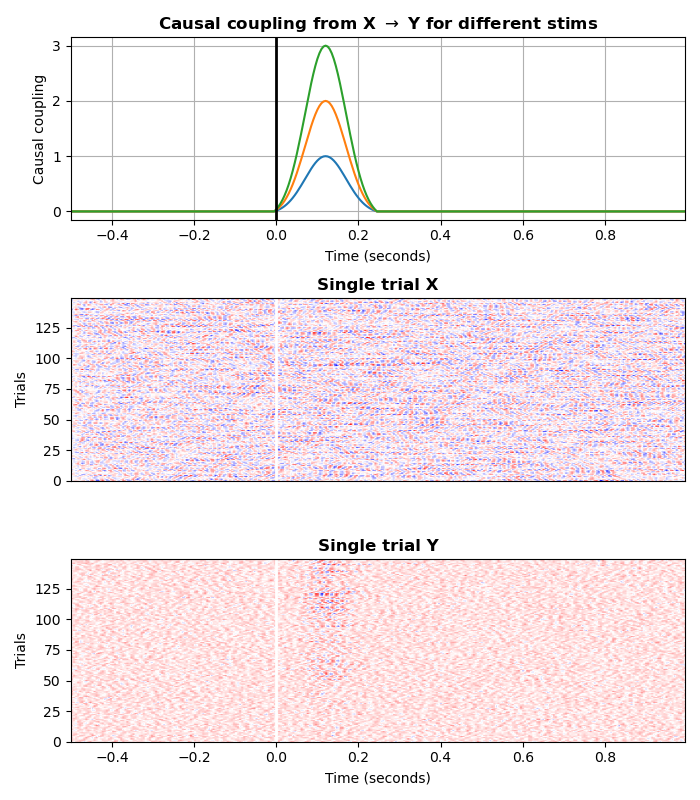 Causal coupling from X → Y for different stims
3
2
1
0
Causal coupling
−0.4 −0.2 0.0 0.2 0.4 0.6 0.8
Time (seconds)
Single trial X
125
100
75
50
25
0
Trials
Single trial Y
125
100
75
50
25
0
Trials
−0.4 −0.2 0.0 0.2 0.4 0.6 0.8
Time (seconds)